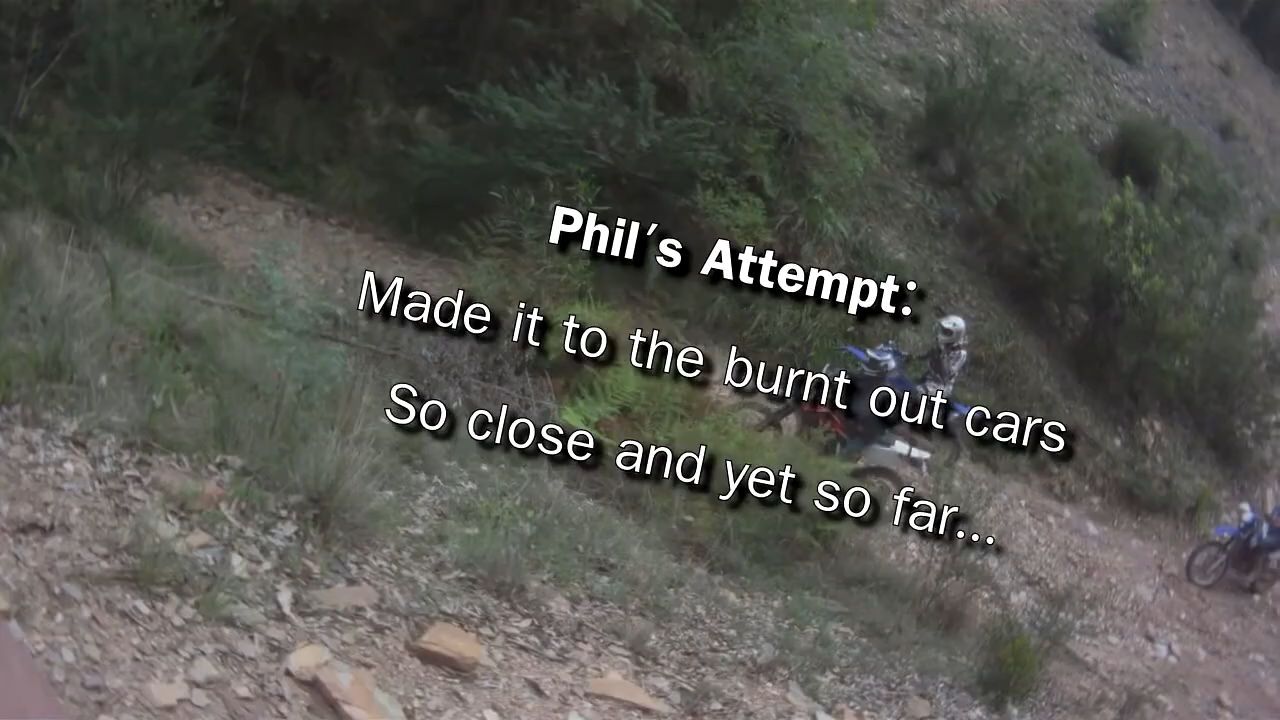 Phil's Attempt:
Made it to the burnt out cars
So close and yet so far...